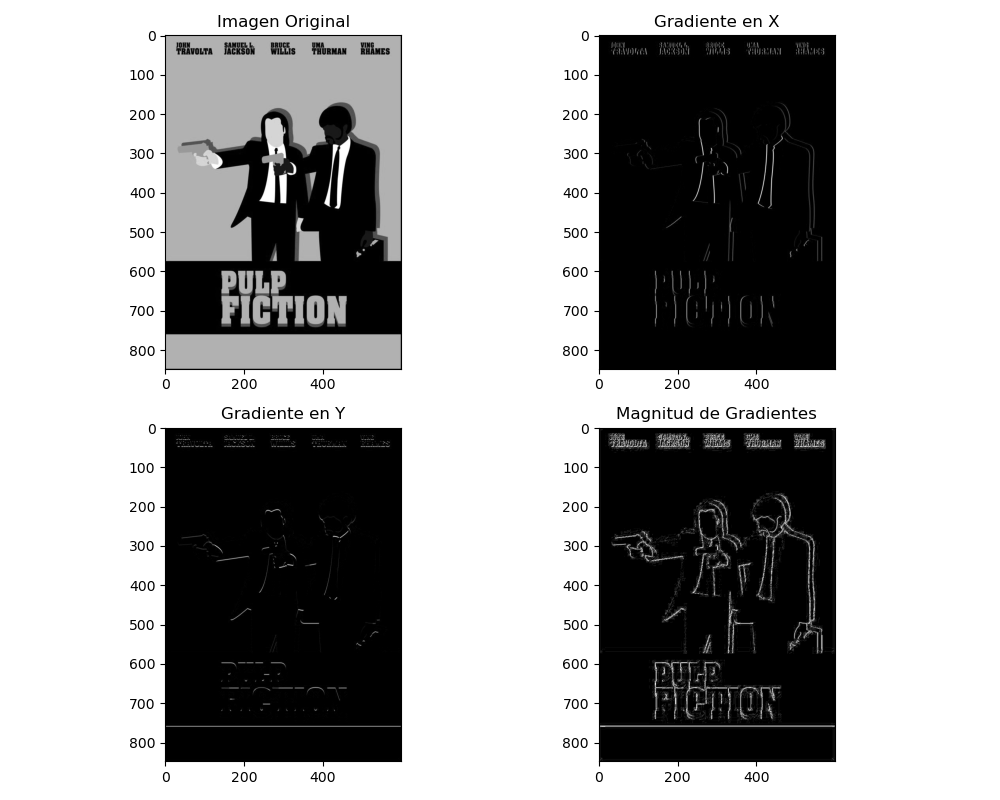 Imagen Original
JOHN TRAVOLTA
SAMUEL L. JACKSON
BRUCE WILLIS
UMA THURMAN
VING RHAMES
PULP
FICTION
0
100
200
300
400
500
600
700
800
0 200 400
Gradiente en X
JOHN TRAVOLTA
SAMUEL L. JACKSON
BRUCE WILLIS
UMA THURMAN
VING RHAMES
PULP
FICTION
0
100
200
300
400
500
600
700
800
0 200 400
Gradiente en Y
PULP
FICTION
0
100
200
300
400
500
600
700
800
0 200 400
Magnitud de Gradientes
JOHN TRAVOLTA
SAMUEL L. JACKSON
BRUCE WILLIS
UMA THURMAN
VING RHAMES
PULP
FICTION
0
100
200
300
400
500
600
700
800
0 200 400